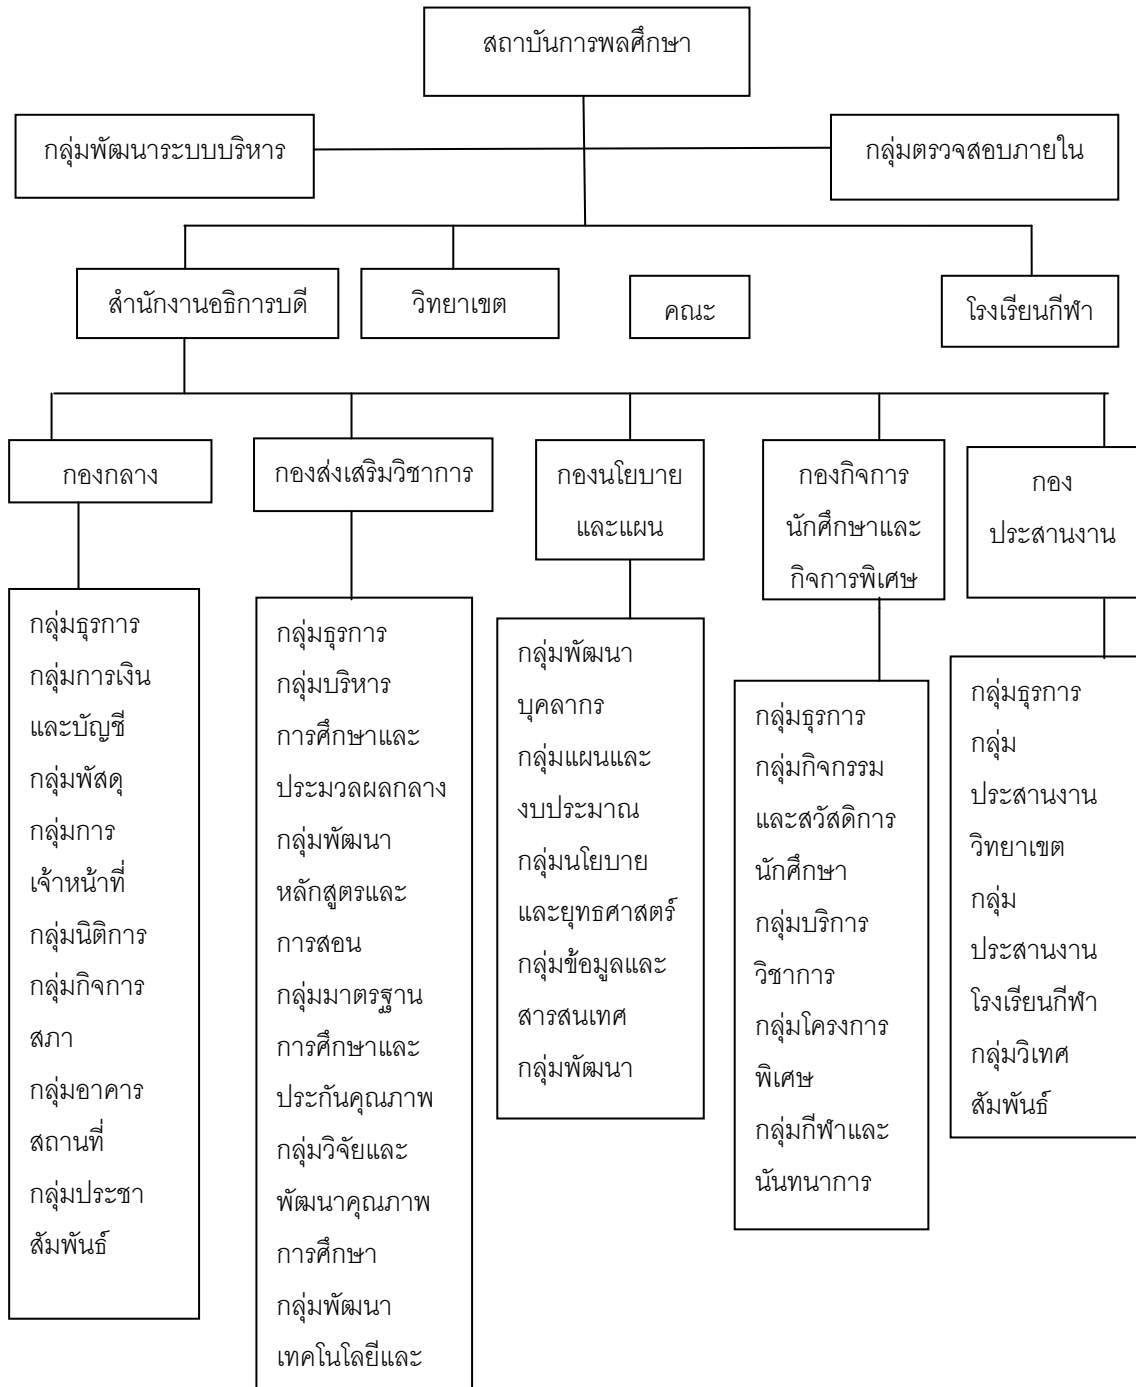 สถาบันการพลศึกษา
กลุ่มพัฒนาระบบบริหาร
กลุ่มตรวจสอบภายใน
สำนักงานอธิการบดี
วิทยาเขต
คณะ
โรงเรียนกีฬา
กองกลาง
กองส่งเสริมวิชาการ
กองนโยบาย
และแผน
กองกิจการ
นักศึกษาและ
กิจการพิเศษ
กอง
ประสานงาน
กลุ่มธุรการ
กลุ่มการเงิน
และบัญชี
กลุ่มพัสดุ
กลุ่มการ
เจ้าหน้าที่
กลุ่มนิติการ
กลุ่มกิจการ
สภา
กลุ่มอาคาร
สถานที่
กลุ่มประชา
สัมพันธ์
กลุ่มธุรการ
กลุ่มบริหาร
การศึกษาและ
ประมวลผลกลาง
กลุ่มพัฒนา
หลักสูตรและ
การสอน
กลุ่มมาตรฐาน
การศึกษาและ
ประกันคุณภาพ
กลุ่มวิจัยและ
พัฒนาคุณภาพ
การศึกษา
กลุ่มพัฒนา
เทคโนโลยีและ
กลุ่มพัฒนา
บุคลากร
กลุ่มแผนและ
งบประมาณ
กลุ่มนโยบาย
และยุทธศาสตร์
กลุ่มข้อมูลและ
สารสนเทศ
กลุ่มพัฒนา
กลุ่มธุรการ
กลุ่มกิจกรรม
และสวัสดิการ
นักศึกษา
กลุ่มบริการ
วิชาการ
กลุ่มโครงการ
พิเศษ
กลุ่มกีฬาและ
นันทนาการ
กลุ่มธุรการ
กลุ่ม
ประสานงาน
วิทยาเขต
กลุ่ม
ประสานงาน
โรงเรียนกีฬา
กลุ่มวิเทศ
สัมพันธ์